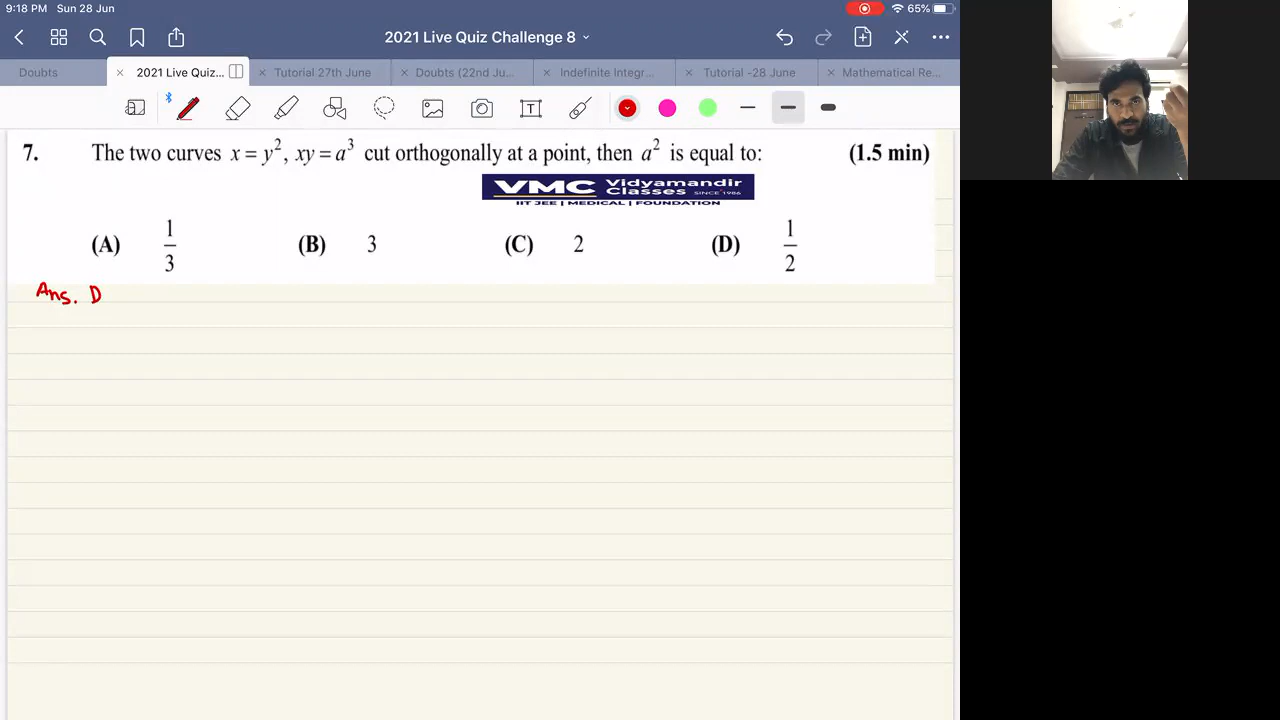 9:18 PM Sun 28 Jun
65%
2021 Live Quiz Challenge 8
Doubts
2021 Live Quiz...
Tutorial 27th June
Doubts (22nd Ju...
Indefinite Integr...
Tutorial -28 June
Mathematical Re...
7. The two curves x = y², xy = a³ cut orthogonally at a point, then a² is equal to: (1.5 min)
VMC Vidyamandir Classes SINCE 1986
IIT JEE | MEDICAL | FOUNDATION
(A) 1/3 (B) 3 (C) 2 (D) 1/2
Ans. D